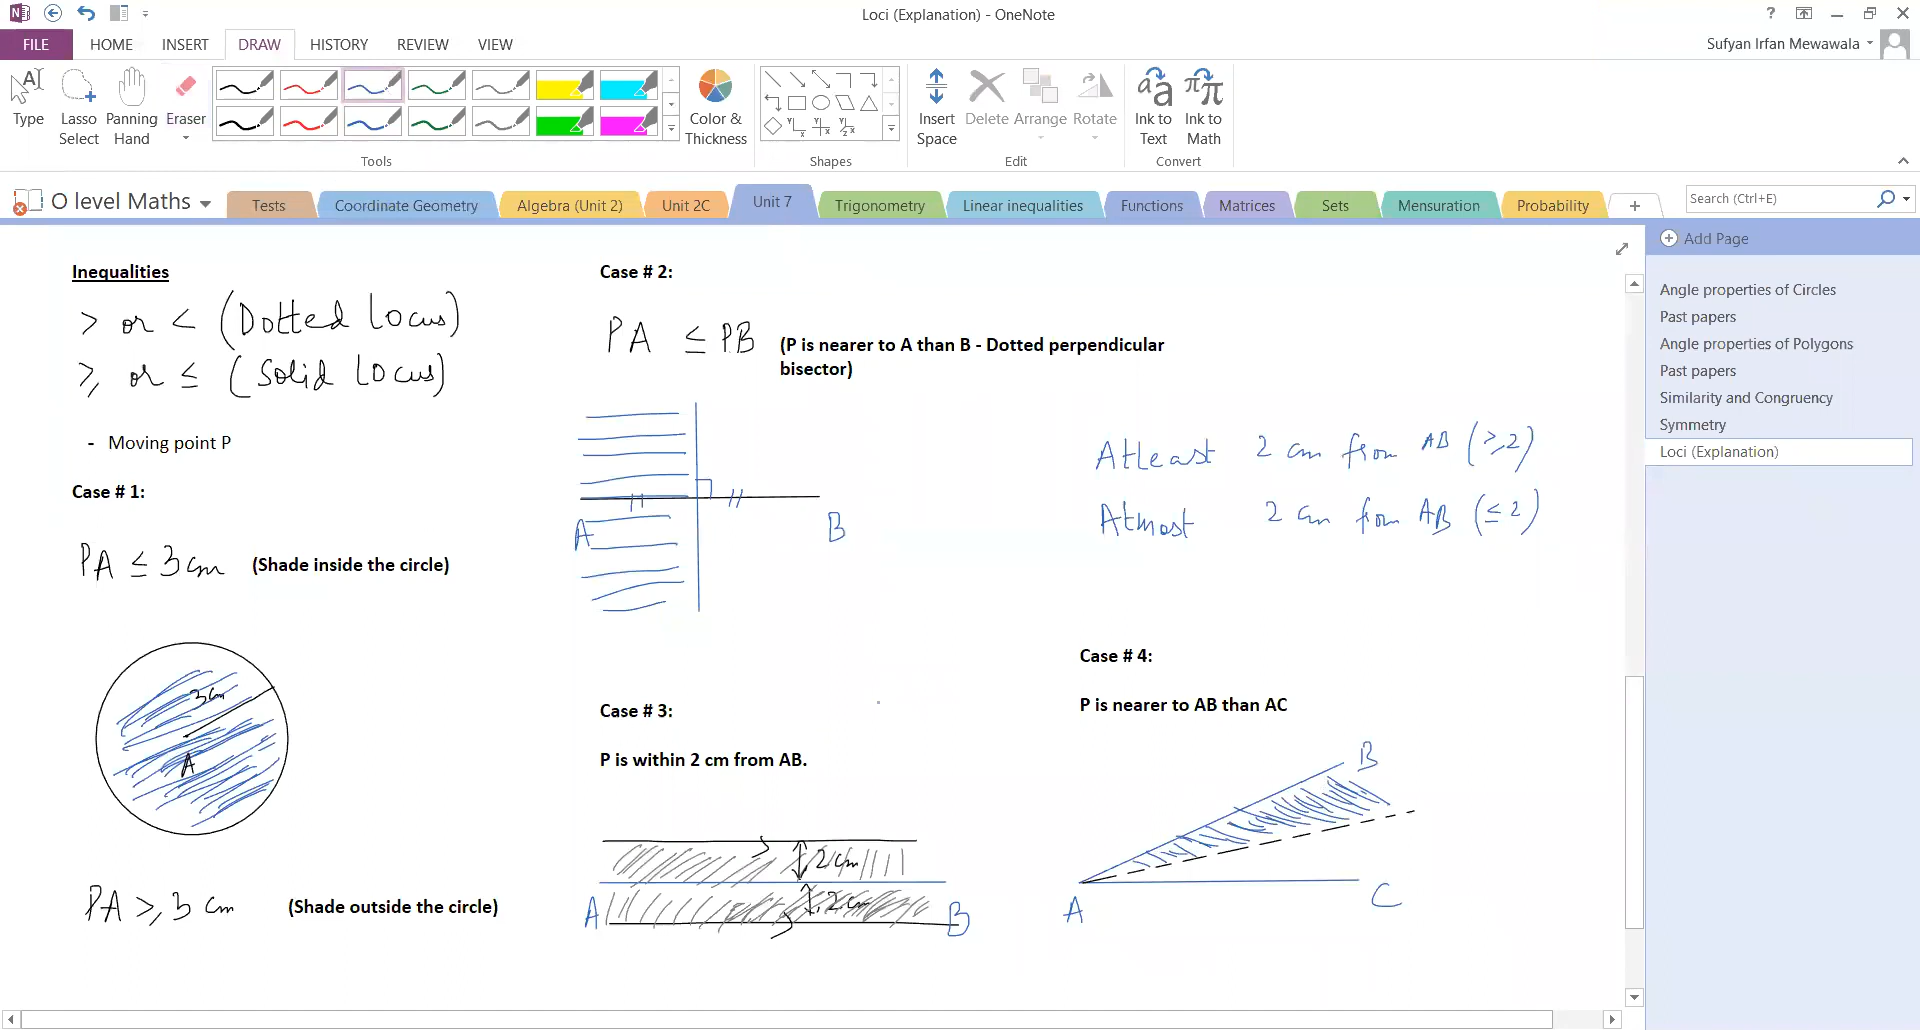 Loci (Explanation) - OneNote
?
FILE HOME INSERT DRAW HISTORY REVIEW VIEW
Sufyan Irfan Mewawala
Type
Lasso Select
Panning Hand
Eraser
Color & Thickness
Insert Space
Delete
Arrange
Rotate
Ink to Text
Ink to Math
Tools
Shapes
Edit
Convert
O level Maths
Tests Coordinate Geometry Algebra (Unit 2) Unit 2C Unit 7 Trigonometry Linear inequalities Functions Matrices Sets Mensuration Probability +
Search (Ctrl+E)
Add Page
Angle properties of Circles
Past papers
Angle properties of Polygons
Past papers
Similarity and Congruency
Symmetry
Loci (Explanation)
Inequalities
> or < (Dotted locus)
≥ or ≤ (Solid locus)
- Moving point P
Case # 1:
PA ≤ 3cm (Shade inside the circle)
3cm
A
PA ≥ 3 cm (Shade outside the circle)
Case # 2:
PA ≤ PB (P is nearer to A than B - Dotted perpendicular
bisector)
A B
Atleast 2 cm from AB (≥2)
Atmost 2 cm from AB (≤2)
Case # 3:
P is within 2 cm from AB.
2cm
2cm
A B
Case # 4:
P is nearer to AB than AC
B
A C